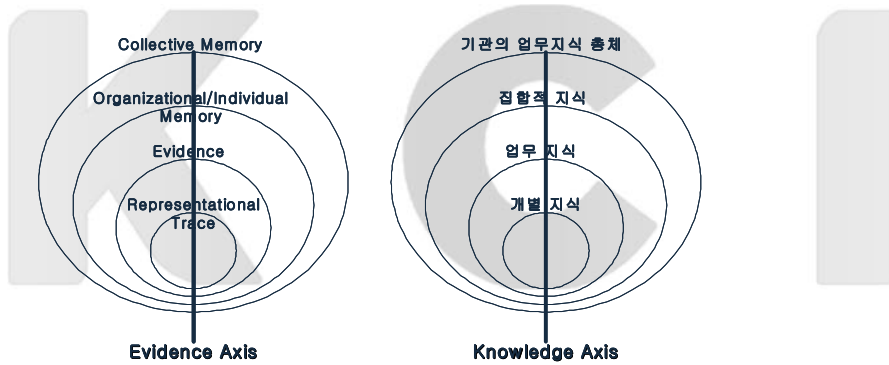 Collective Memory
Organizational/Individual
Memory
Evidence
Representational
Trace
Evidence Axis
기관의 업무지식 총체
집합적 지식
업무 지식
개별 지식
Knowledge Axis